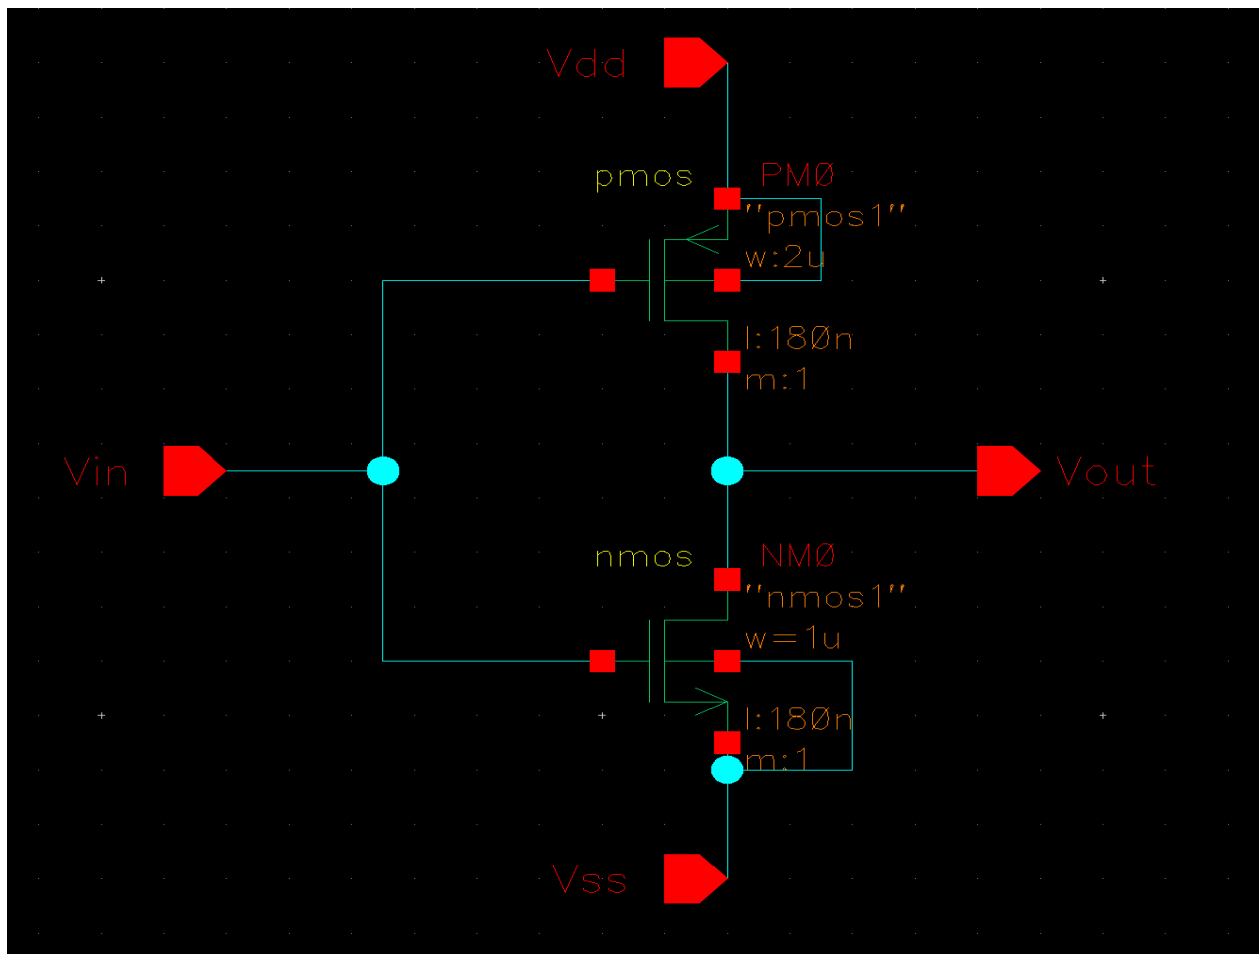 Vdd
pmos PM0
"pmos1"
w:2u
l:180n
m:1
Vin
Vout
nmos NM0
"nmos1"
w=1u
l:180n
m:1
Vss